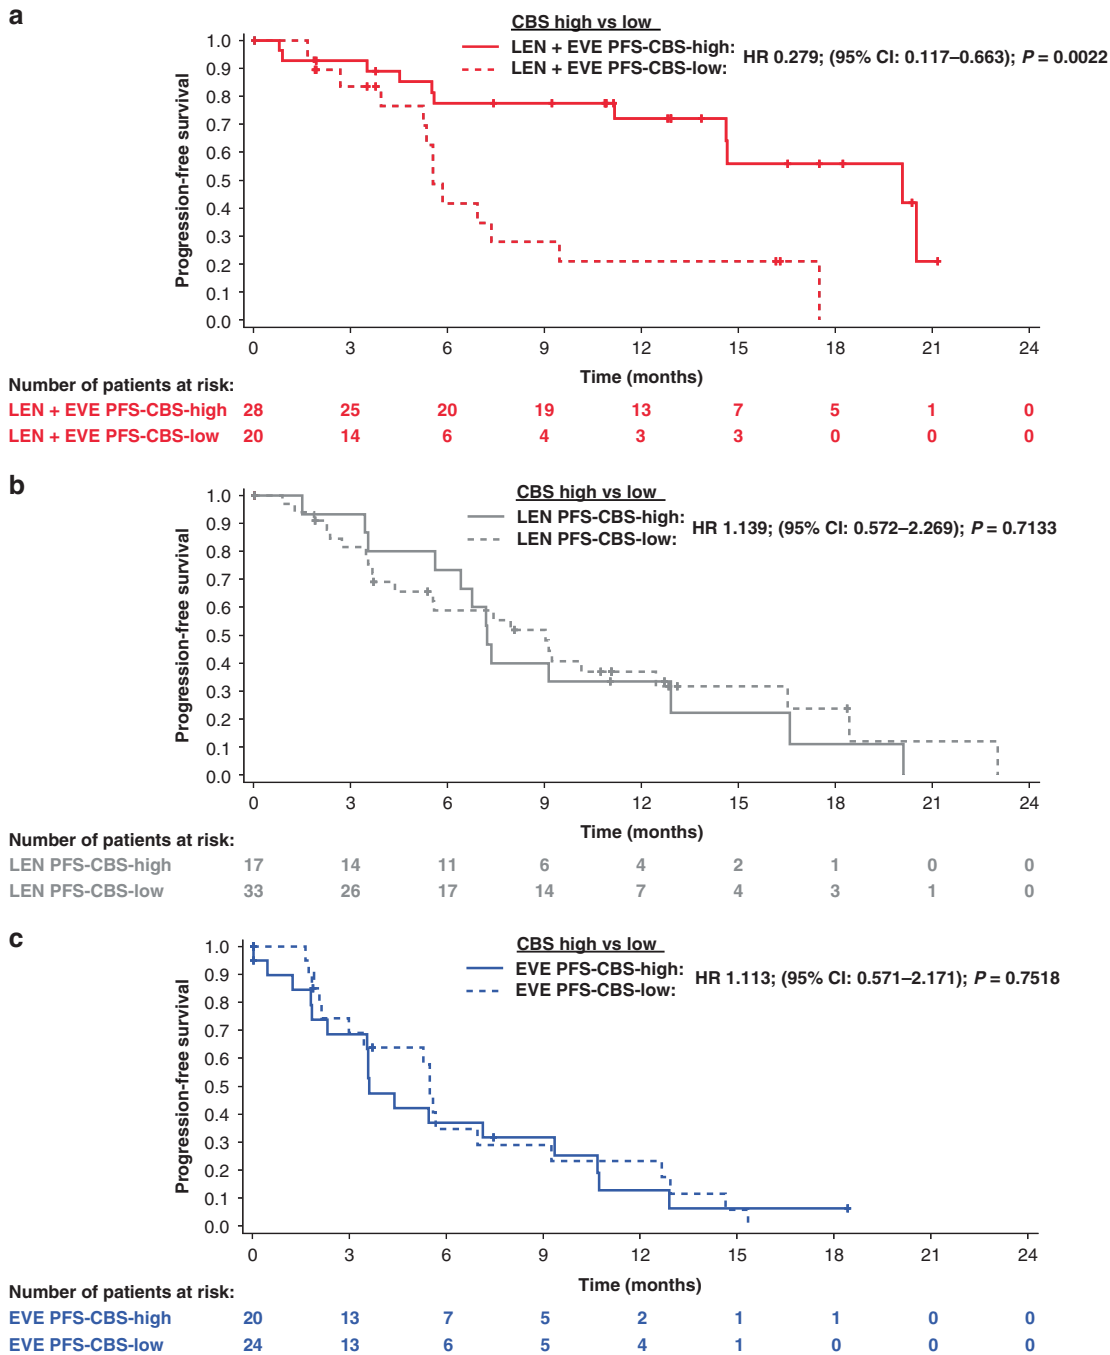 a
CBS high vs low
LEN + EVE PFS-CBS-high:
LEN + EVE PFS-CBS-low:
HR 0.279; (95% CI: 0.117–0.663); P = 0.0022
Progression-free survival
1.0
0.9
0.8
0.7
0.6
0.5
0.4
0.3
0.2
0.1
0.0
0 3 6 9 12 15 18 21 24
Time (months)
Number of patients at risk:
LEN + EVE PFS-CBS-high 28 25 20 19 13 7 5 1 0
LEN + EVE PFS-CBS-low 20 14 6 4 3 3 0 0 0
b
CBS high vs low
LEN PFS-CBS-high:
LEN PFS-CBS-low:
HR 1.139; (95% CI: 0.572–2.269); P = 0.7133
Progression-free survival
1.0
0.9
0.8
0.7
0.6
0.5
0.4
0.3
0.2
0.1
0.0
0 3 6 9 12 15 18 21 24
Time (months)
Number of patients at risk:
LEN PFS-CBS-high 17 14 11 6 4 2 1 0 0
LEN PFS-CBS-low 33 26 17 14 7 4 3 1 0
c
CBS high vs low
EVE PFS-CBS-high:
EVE PFS-CBS-low:
HR 1.113; (95% CI: 0.571–2.171); P = 0.7518
Progression-free survival
1.0
0.9
0.8
0.7
0.6
0.5
0.4
0.3
0.2
0.1
0.0
0 3 6 9 12 15 18 21 24
Time (months)
Number of patients at risk:
EVE PFS-CBS-high 20 13 7 5 2 1 1 0 0
EVE PFS-CBS-low 24 13 6 5 4 1 0 0 0